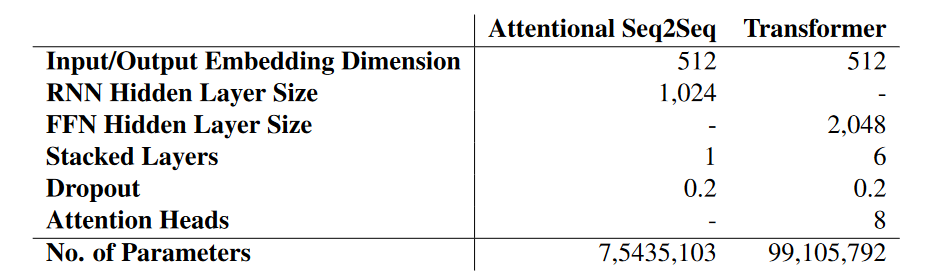 Attentional Seq2Seq Transformer
Input/Output Embedding Dimension 512 512
RNN Hidden Layer Size 1,024 -
FFN Hidden Layer Size - 2,048
Stacked Layers 1 6
Dropout 0.2 0.2
Attention Heads - 8
No. of Parameters 7,5435,103 99,105,792